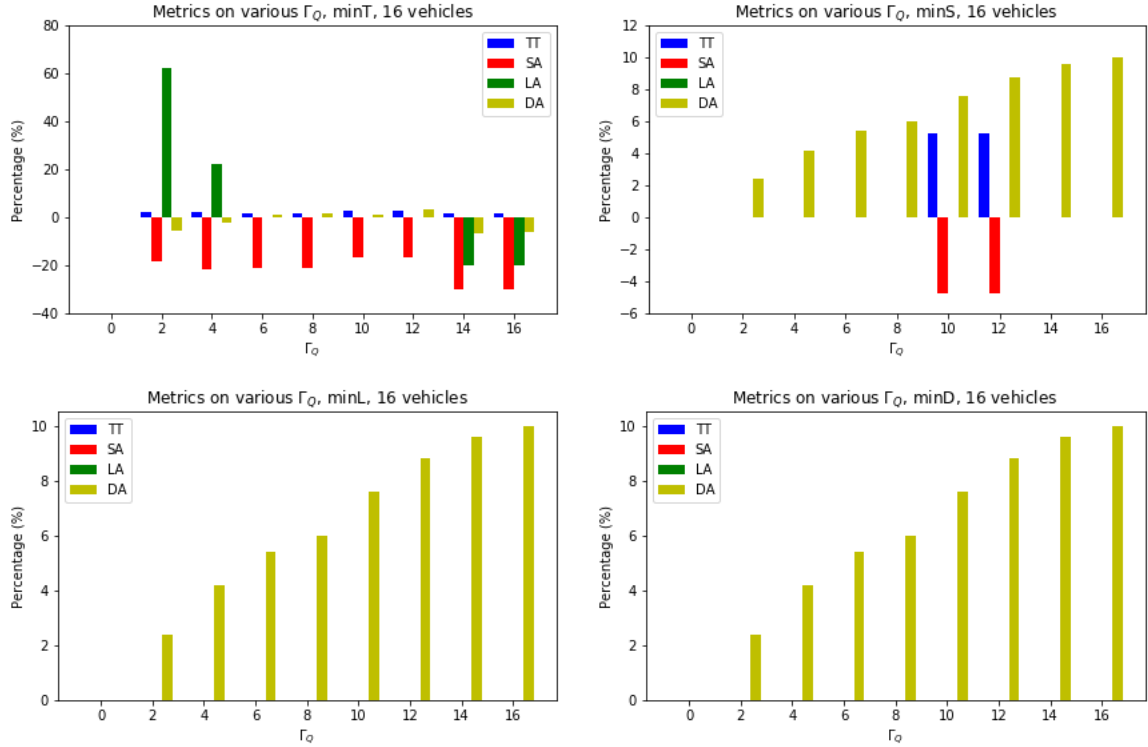 Metrics on various Γ_Q, minT, 16 vehicles
80
60
40
20
0
−20
−40
Percentage (%)
TT
SA
LA
DA
0 2 4 6 8 10 12 14 16
Γ_Q
Metrics on various Γ_Q, minS, 16 vehicles
12
10
8
6
4
2
0
−2
−4
−6
Percentage (%)
TT
SA
LA
DA
0 2 4 6 8 10 12 14 16
Γ_Q
Metrics on various Γ_Q, minL, 16 vehicles
10
8
6
4
2
0
Percentage (%)
TT
SA
LA
DA
0 2 4 6 8 10 12 14 16
Γ_Q
Metrics on various Γ_Q, minD, 16 vehicles
10
8
6
4
2
0
Percentage (%)
TT
SA
LA
DA
0 2 4 6 8 10 12 14 16
Γ_Q